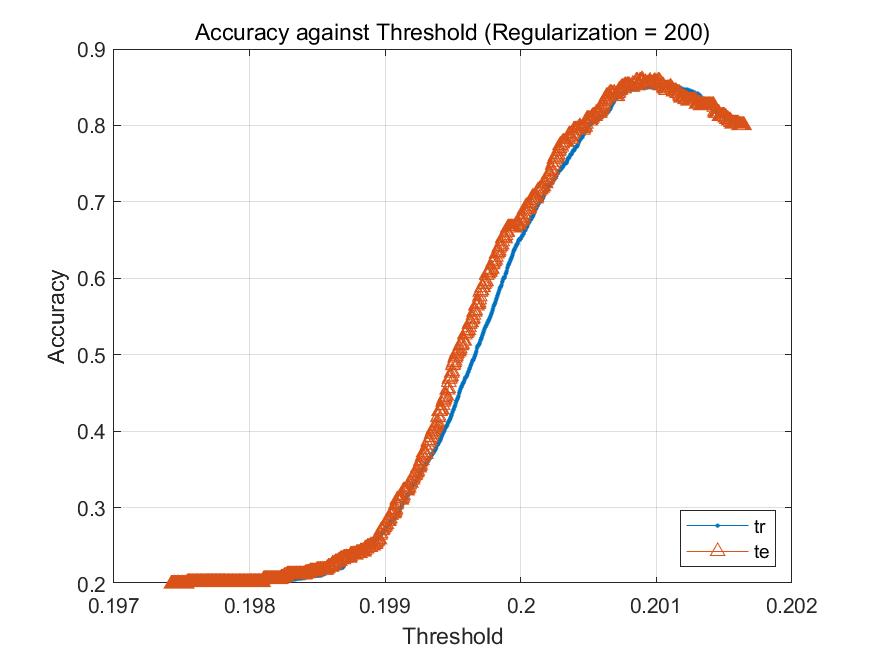 Accuracy against Threshold (Regularization = 200)
0.9
0.8
0.7
0.6
0.5
0.4
0.3
0.2
Accuracy
tr
te
0.197 0.198 0.199 0.2 0.201 0.202
Threshold